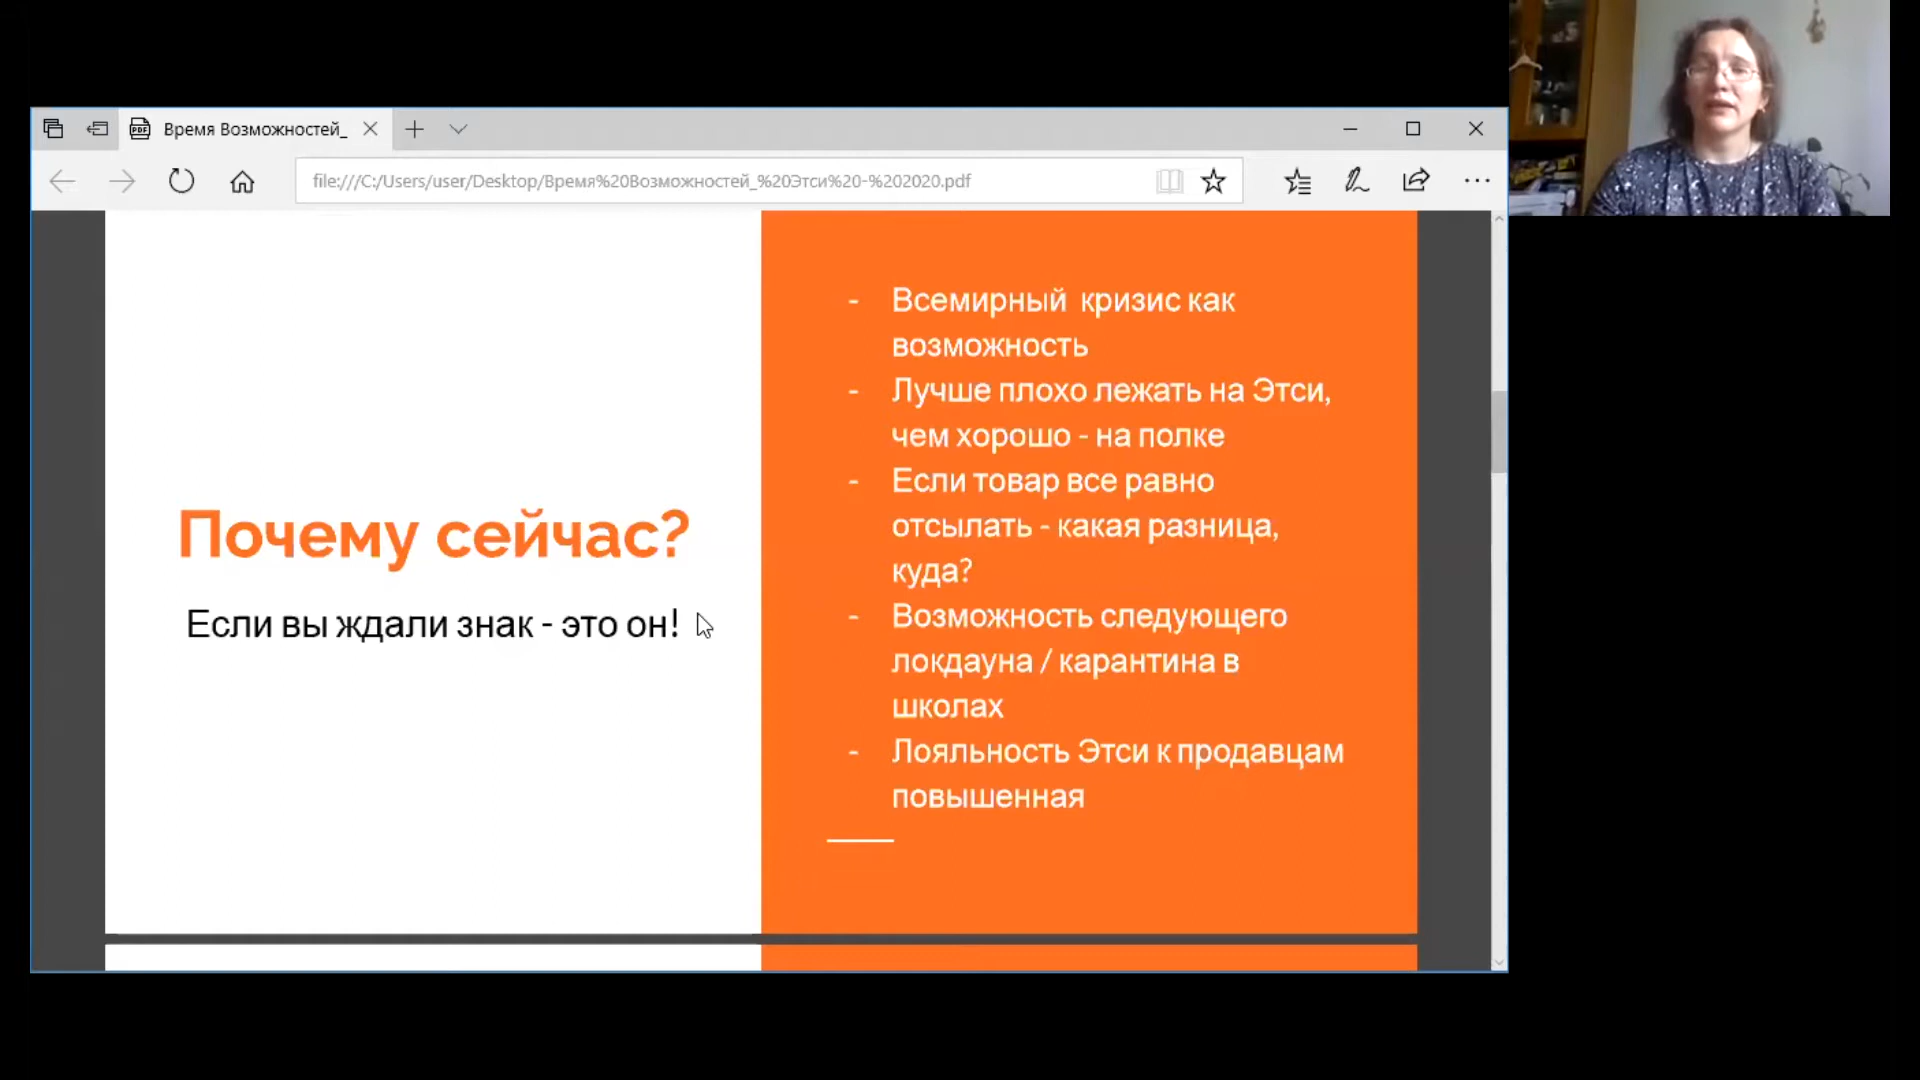 Время Возможностей_
file:///C:/Users/user/Desktop/Время%20Возможностей_%20Этси%20-%202020.pdf
Почему сейчас?
Если вы ждали знак - это он!
- Всемирный кризис как
возможность
- Лучше плохо лежать на Этси,
чем хорошо - на полке
- Если товар все равно
отсылать - какая разница,
куда?
- Возможность следующего
локдауна / карантина в
школах
- Лояльность Этси к продавцам
повышенная